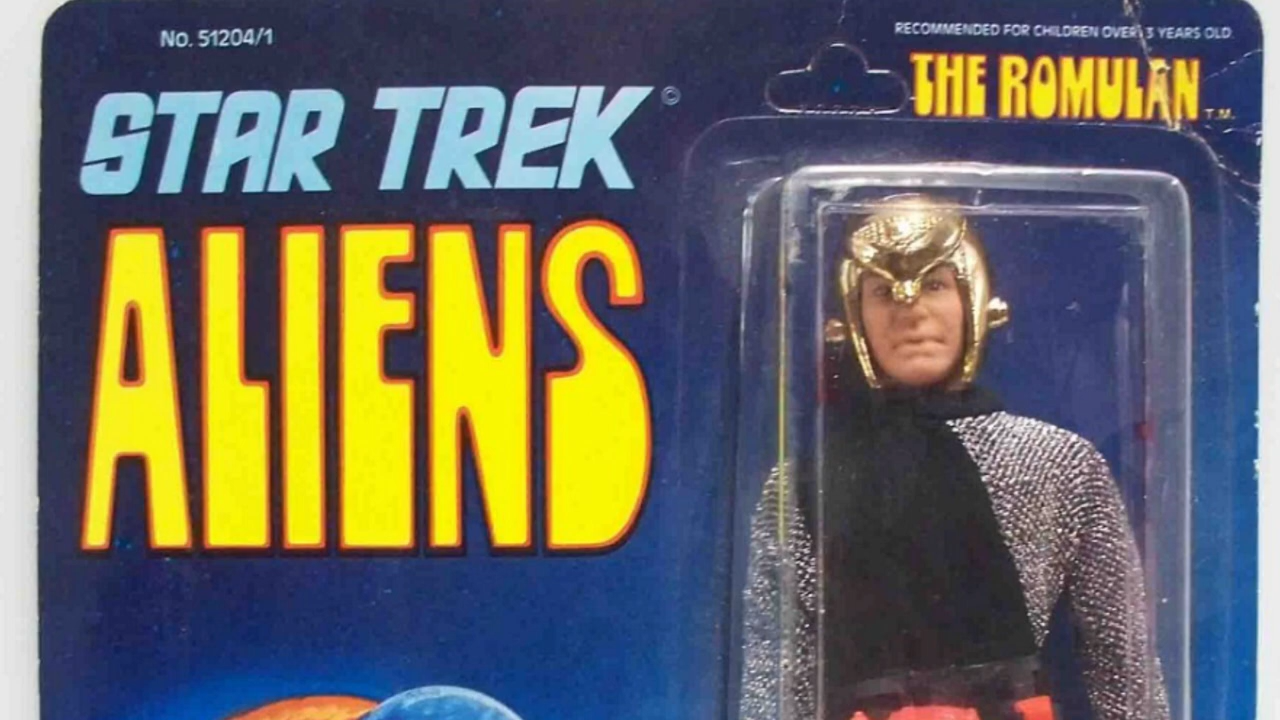 No. 51204/1
RECOMMENDED FOR CHILDREN OVER 3 YEARS OLD.
THE ROMULAN T.M.
STAR TREK ©
ALIENS